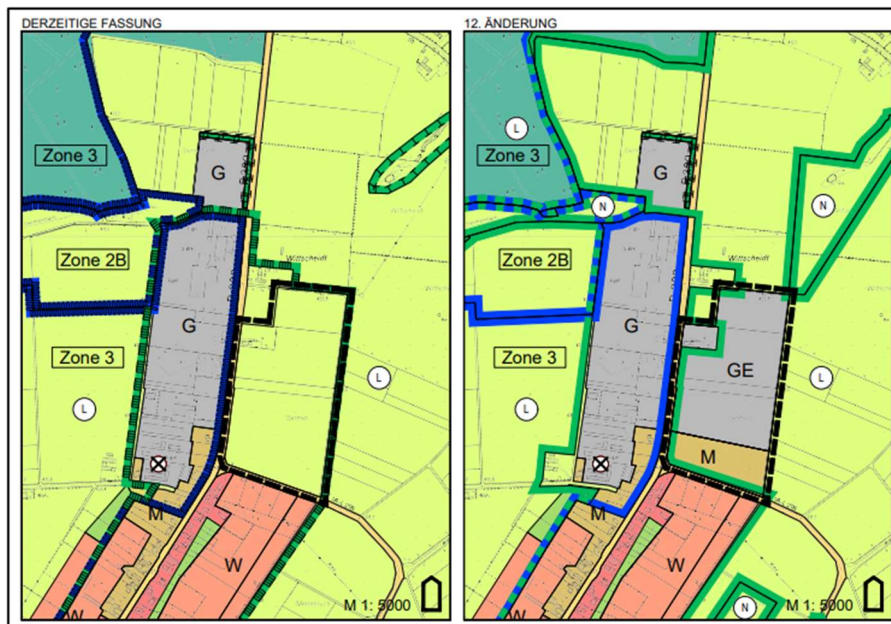 DERZEITIGE FASSUNG
Zone 3
G
Zone 2B
G
Zone 3
L
L
M
W
W
M 1: 5000
12. ÄNDERUNG
L
Zone 3
G
N
N
Wittscheidt
Zone 2B
G
Zone 3
GE
L
L
M
M
W
W
N
M 1: 5000